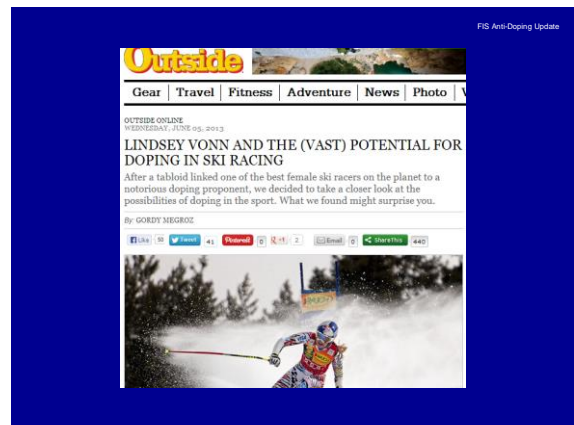 FIS Anti-Doping Update
Outside
Gear | Travel | Fitness | Adventure | News | Photo
OUTSIDE ONLINE
WEDNESDAY, JUNE 05, 2013
LINDSEY VONN AND THE (VAST) POTENTIAL FOR
DOPING IN SKI RACING
After a tabloid linked one of the best female ski racers on the planet to a
notorious doping proponent, we decided to take a closer look at the
possibilities of doping in the sport. What we found might surprise you.
By: GORDY MEGROZ
Like 50 Tweet 41 Pinterest 0 +1 2 Email 0 ShareThis 440